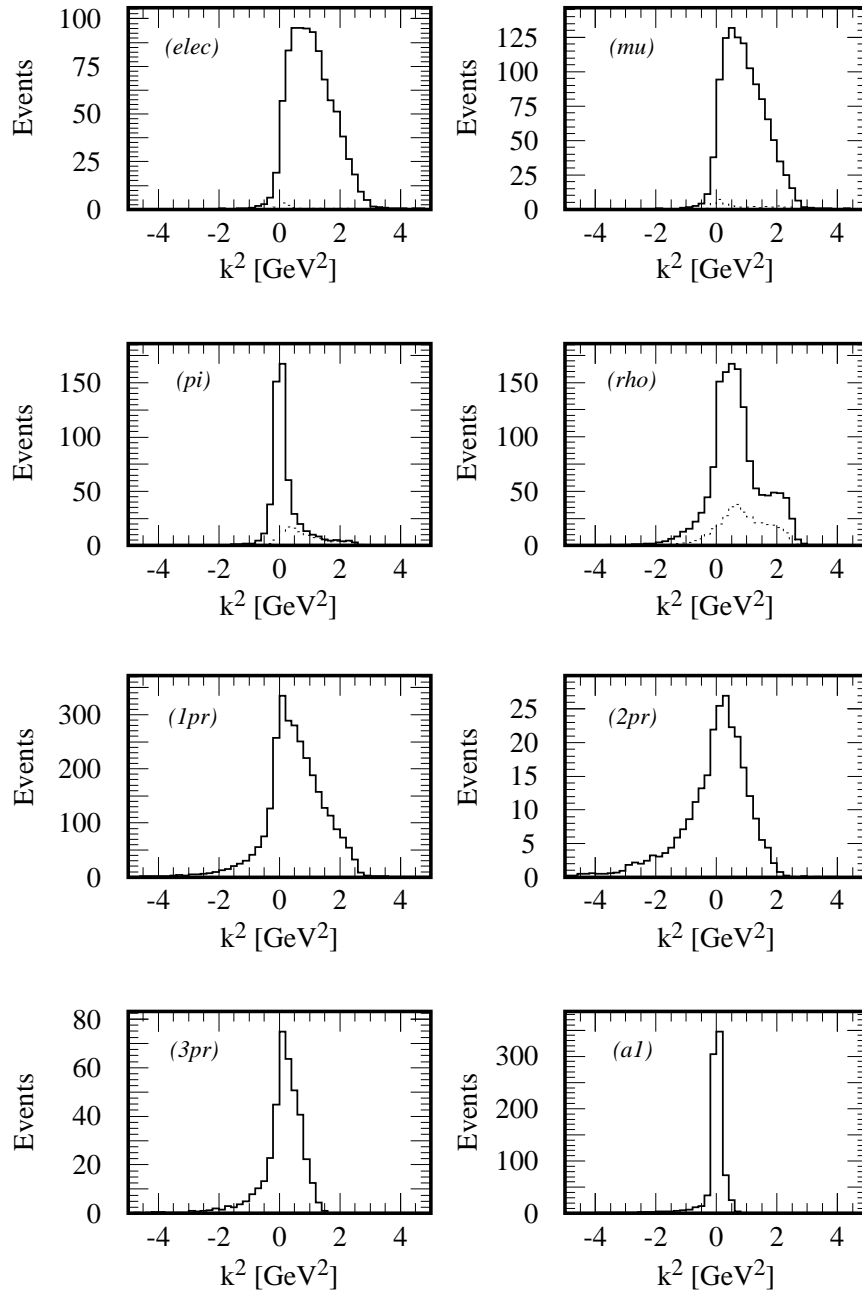 Events
100
75
50
25
0
(elec)
-4 -2 0 2 4
k² [GeV²]
Events
125
100
75
50
25
0
(mu)
-4 -2 0 2 4
k² [GeV²]
Events
150
100
50
0
(pi)
-4 -2 0 2 4
k² [GeV²]
Events
150
100
50
0
(rho)
-4 -2 0 2 4
k² [GeV²]
Events
300
200
100
0
(1pr)
-4 -2 0 2 4
k² [GeV²]
Events
25
20
15
10
5
0
(2pr)
-4 -2 0 2 4
k² [GeV²]
Events
80
60
40
20
0
(3pr)
-4 -2 0 2 4
k² [GeV²]
Events
300
200
100
0
(a1)
-4 -2 0 2 4
k² [GeV²]